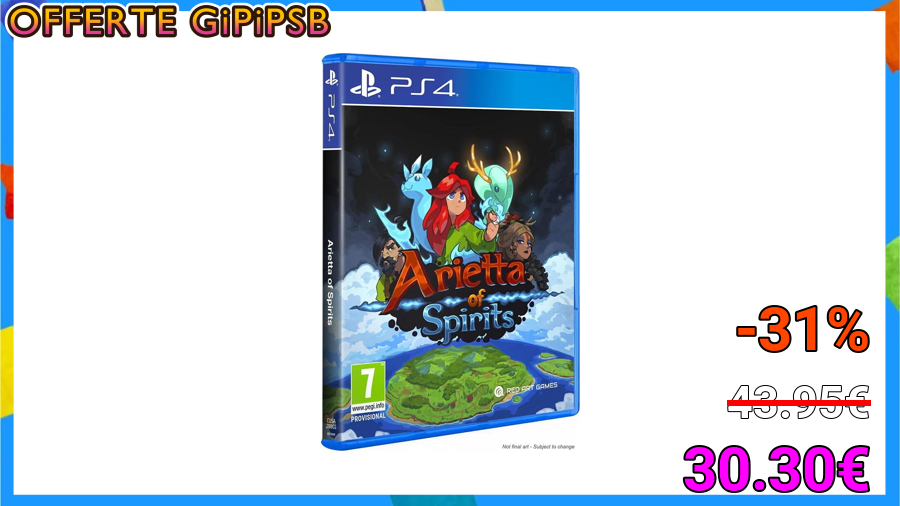 OFFERTE GiPiPSB
PS4
PS4
Arietta of Spirits
Arietta
of
Spirits
7
www.pegi.info
PROVISIONAL
RED ART GAMES
Not final art - Subject to change
-31%
43.95€
30.30€